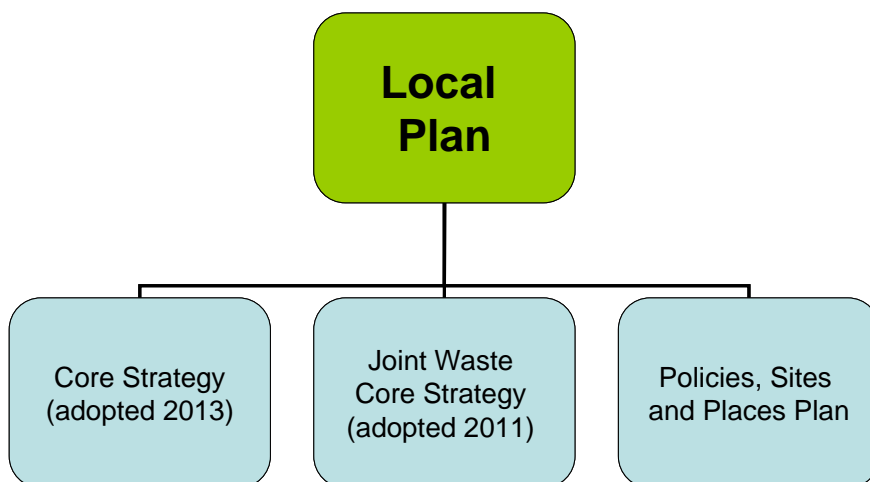 Local
Plan
Core Strategy
(adopted 2013)
Joint Waste
Core Strategy
(adopted 2011)
Policies, Sites
and Places Plan